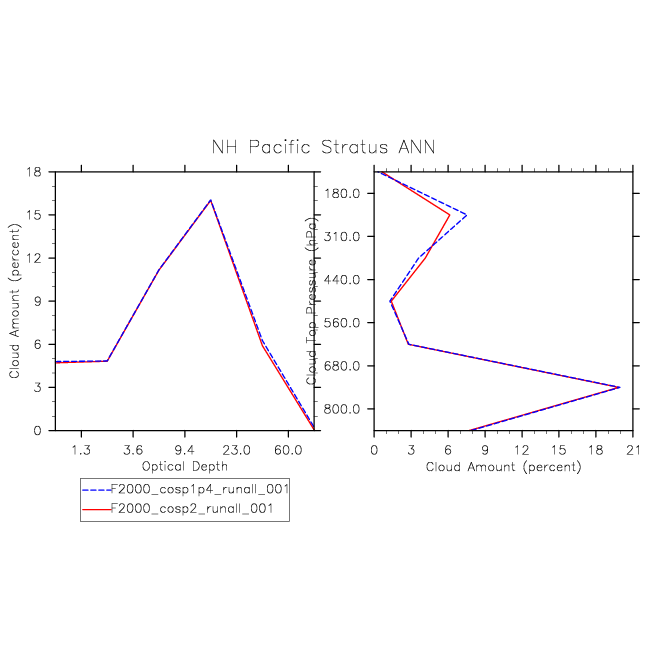 NH Pacific Stratus ANN
Cloud Amount (percent)
18
15
12
9
6
3
0
1.3 3.6 9.4 23.0 60.0
Optical Depth
Cloud Top Pressure (hPa)
180.0
310.0
440.0
560.0
680.0
800.0
0 3 6 9 12 15 18 21
Cloud Amount (percent)
F2000_cosp1p4_runall_001
F2000_cosp2_runall_001